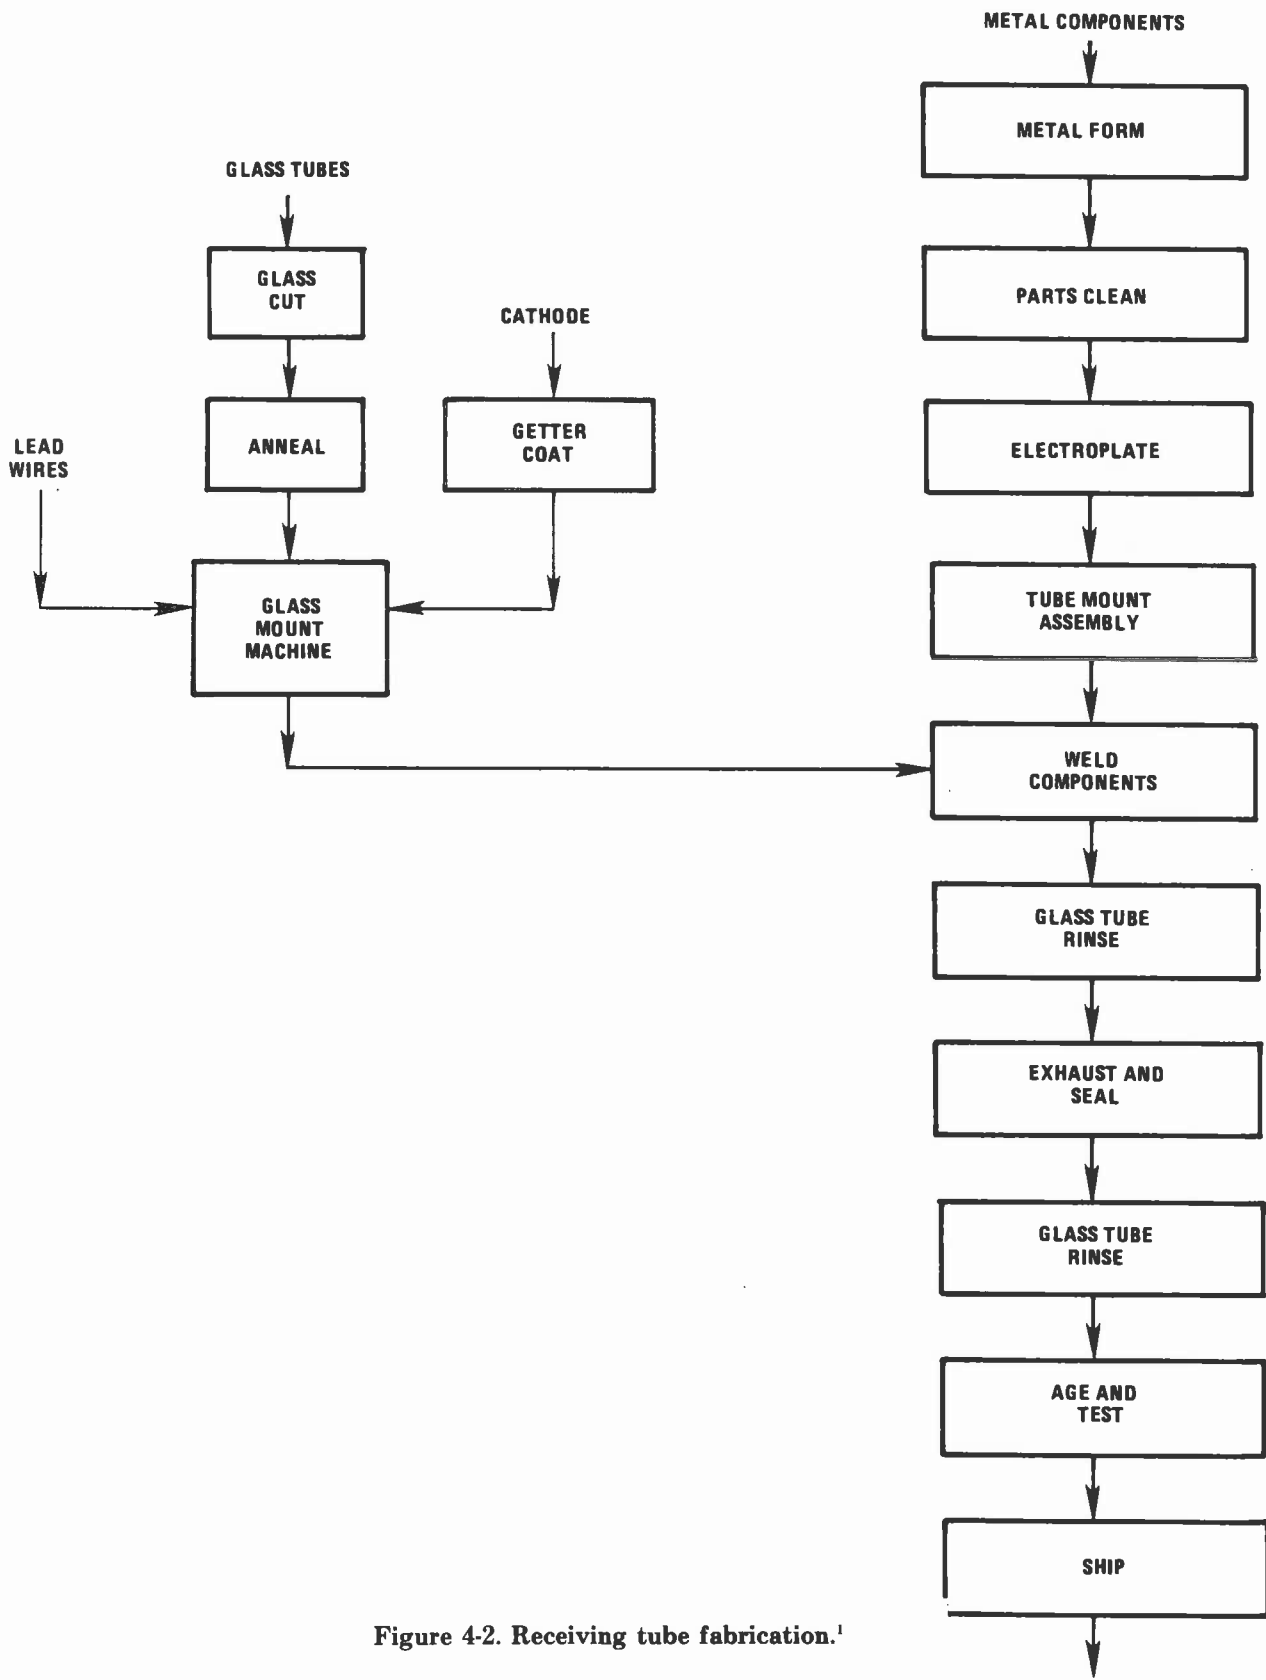 METAL COMPONENTS
METAL FORM
GLASS TUBES
GLASS
CUT
PARTS CLEAN
CATHODE
LEAD
WIRES
ANNEAL
GETTER
COAT
ELECTROPLATE
GLASS
MOUNT
MACHINE
TUBE MOUNT
ASSEMBLY
WELD
COMPONENTS
GLASS TUBE
RINSE
EXHAUST AND
SEAL
GLASS TUBE
RINSE
AGE AND
TEST
SHIP
Figure 4-2. Receiving tube fabrication.¹